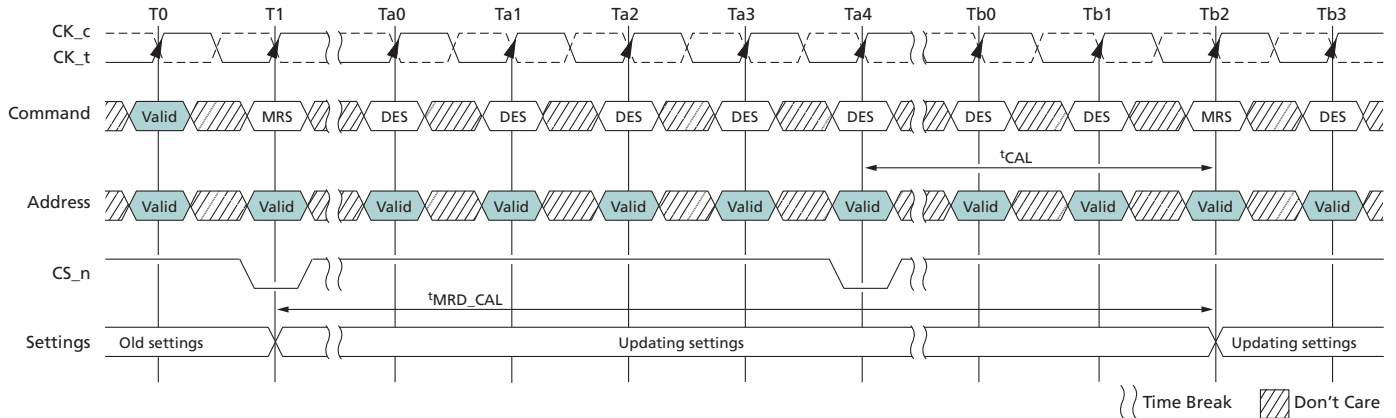 T0 T1 Ta0 Ta1 Ta2 Ta3 Ta4 Tb0 Tb1 Tb2 Tb3
CK_c
CK_t
Command Valid MRS DES DES DES DES DES DES DES MRS DES
tCAL
Address Valid Valid Valid Valid Valid Valid Valid Valid Valid Valid Valid
CS_n
tMRD_CAL
Settings Old settings Updating settings Updating settings
Time Break Don't Care